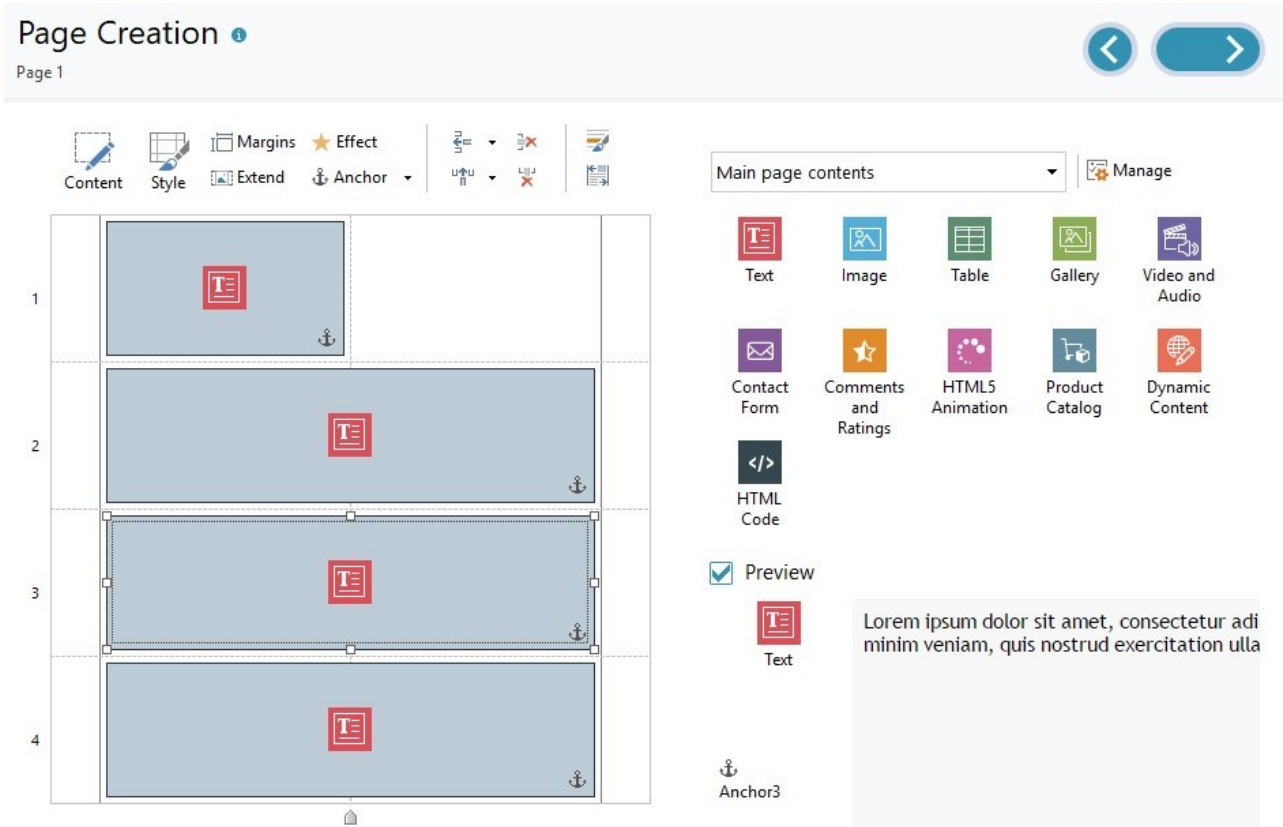 Page Creation
Page 1
Margins
Effect
Content
Style
Extend
Anchor
Main page contents
Manage
Text
Image
Table
Gallery
Video and
Audio
Contact
Form
Comments
and
Ratings
HTML5
Animation
Product
Catalog
Dynamic
Content
</>
HTML
Code
1
2
3
4
Preview
Text
Lorem ipsum dolor sit amet, consectetur adi
minim veniam, quis nostrud exercitation ulla
Anchor3